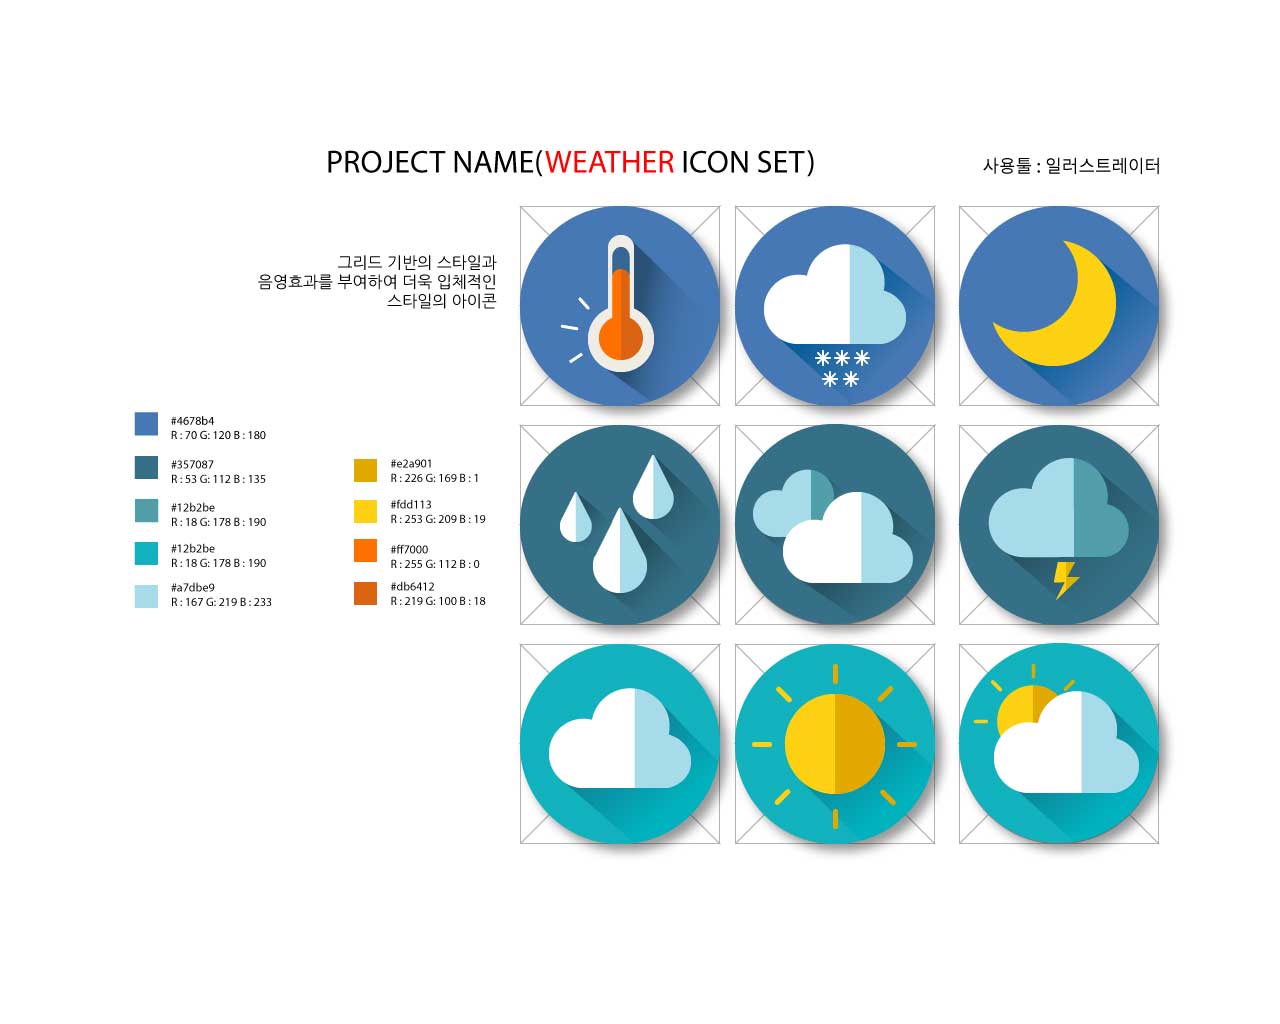 PROJECT NAME(WEATHER ICON SET)
사용툴 : 일러스트레이터
그리드 기반의 스타일과
음영효과를 부여하여 더욱 입체적인
스타일의 아이콘
#4678b4
R : 70 G: 120 B : 180
#357087
R : 53 G: 112 B : 135
#12b2be
R : 18 G: 178 B : 190
#12b2be
R : 18 G: 178 B : 190
#a7dbe9
R : 167 G: 219 B : 233
#e2a901
R : 226 G: 169 B : 1
#fdd113
R : 253 G: 209 B : 19
#ff7000
R : 255 G: 112 B : 0
#db6412
R : 219 G: 100 B : 18